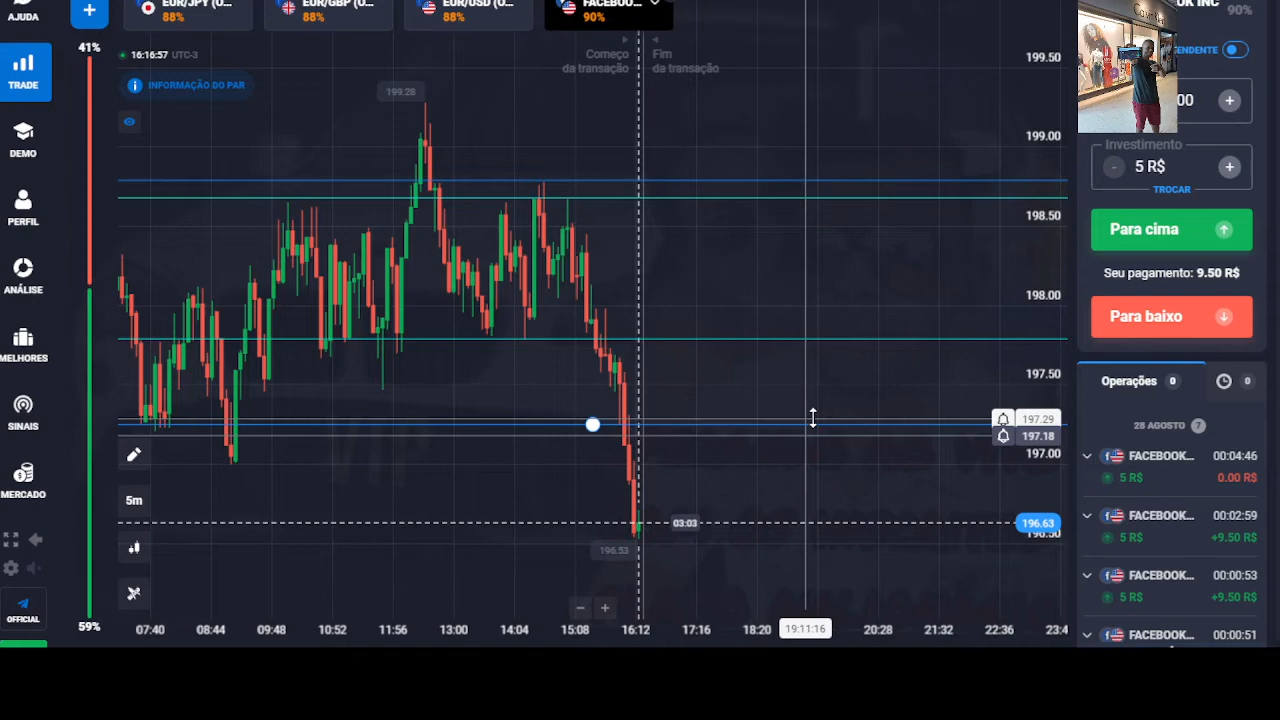 AJUDA
EUR/JPY (O...
88%
EUR/GBP (O...
88%
EUR/USD (O...
88%
FACEBOO...
90%
OK INC
90%
41%
16:16:57 UTC-3
INFORMAÇÃO DO PAR
Começo
da transação
Fim
da transação
TRADE
DEMO
PERFIL
ANÁLISE
MELHORES
SINAIS
MERCADO
OFFICIAL
59%
5m
199.28
196.53
03:03
199.50
199.00
198.50
198.00
197.50
197.29
197.18
197.00
196.63
196.50
07:40
08:44
09:48
10:52
11:56
13:00
14:04
15:08
16:12
17:16
18:20
19:11:16
20:28
21:32
22:36
23:4
ENDENTE
00
Investimento
5 R$
TROCAR
Para cima
Seu pagamento: 9.50 R$
Para baixo
Operações 0
0
28 AGOSTO 7
FACEBOOK... 00:04:46
5 R$ 0.00 R$
FACEBOOK... 00:02:59
5 R$ +9.50 R$
FACEBOOK... 00:00:53
5 R$ +9.50 R$
FACEBOOK... 00:00:51